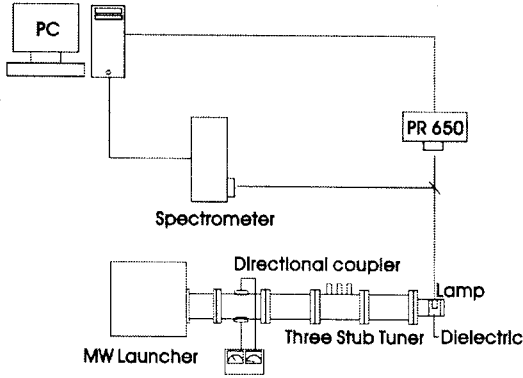 PC
PR 650
Spectrometer
Directional coupler
Lamp
Three Stub Tuner
Dielectric
MW Launcher